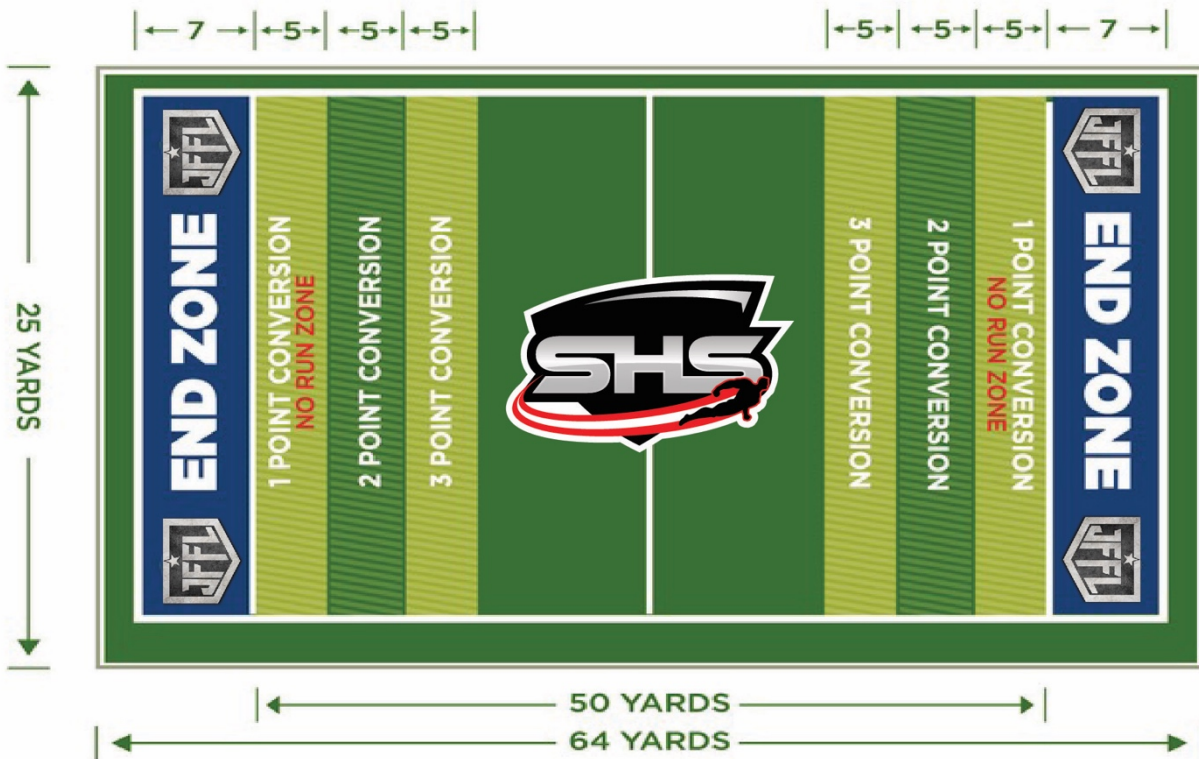 7 5 5 5 5 5 5 7
25 YARDS
JFFL
JFFL
END ZONE
1 POINT CONVERSION
NO RUN ZONE
2 POINT CONVERSION
3 POINT CONVERSION
SHS
3 POINT CONVERSION
2 POINT CONVERSION
1 POINT CONVERSION
NO RUN ZONE
END ZONE
JFFL
JFFL
50 YARDS
64 YARDS